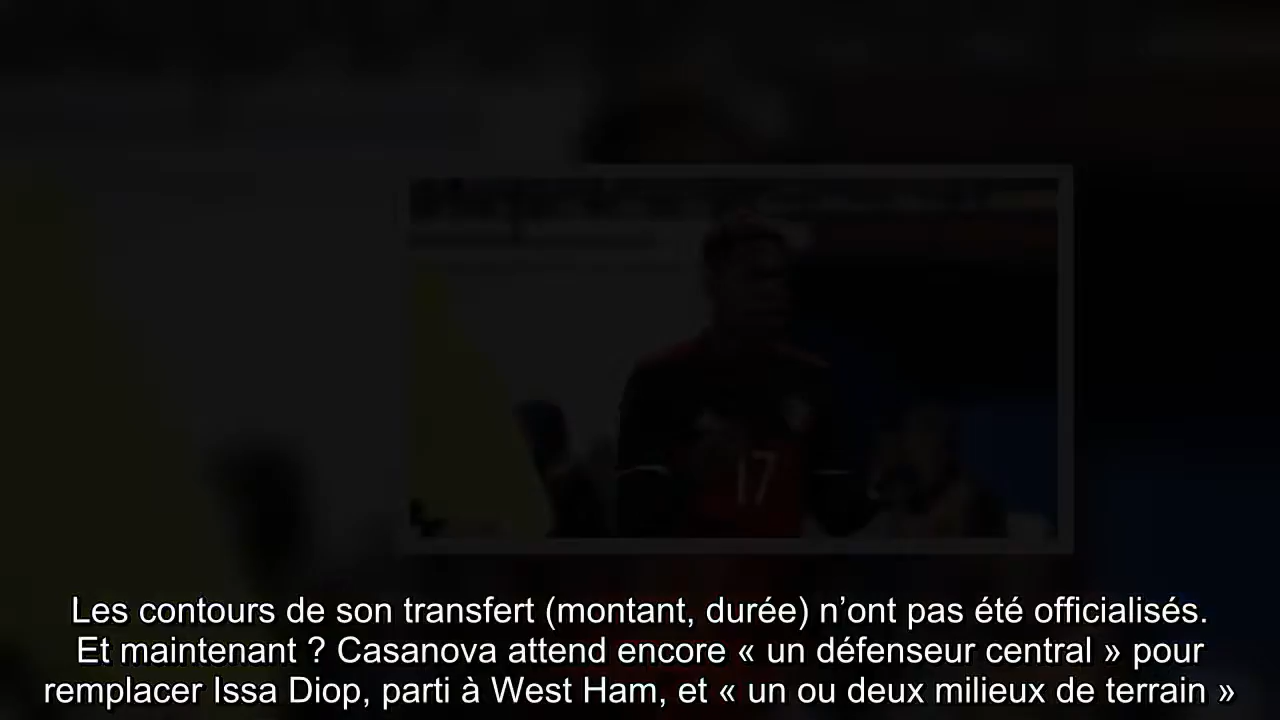 17
Les contours de son transfert (montant, durée) n’ont pas été officialisés.
Et maintenant ? Casanova attend encore « un défenseur central » pour
remplacer Issa Diop, parti à West Ham, et « un ou deux milieux de terrain »